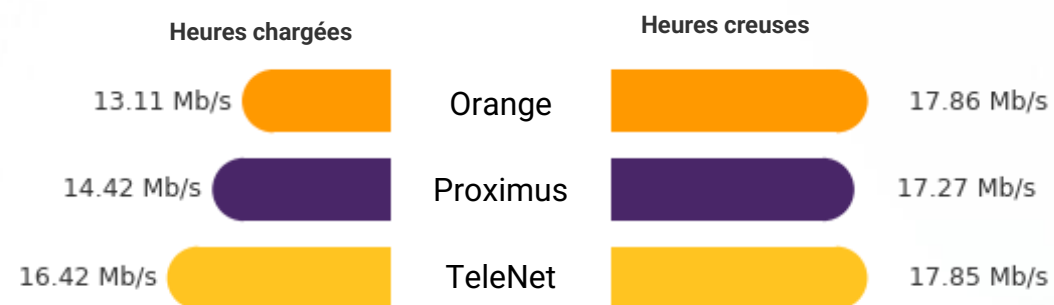 Heures chargées Heures creuses
13.11 Mb/s Orange 17.86 Mb/s
14.42 Mb/s Proximus 17.27 Mb/s
16.42 Mb/s TeleNet 17.85 Mb/s